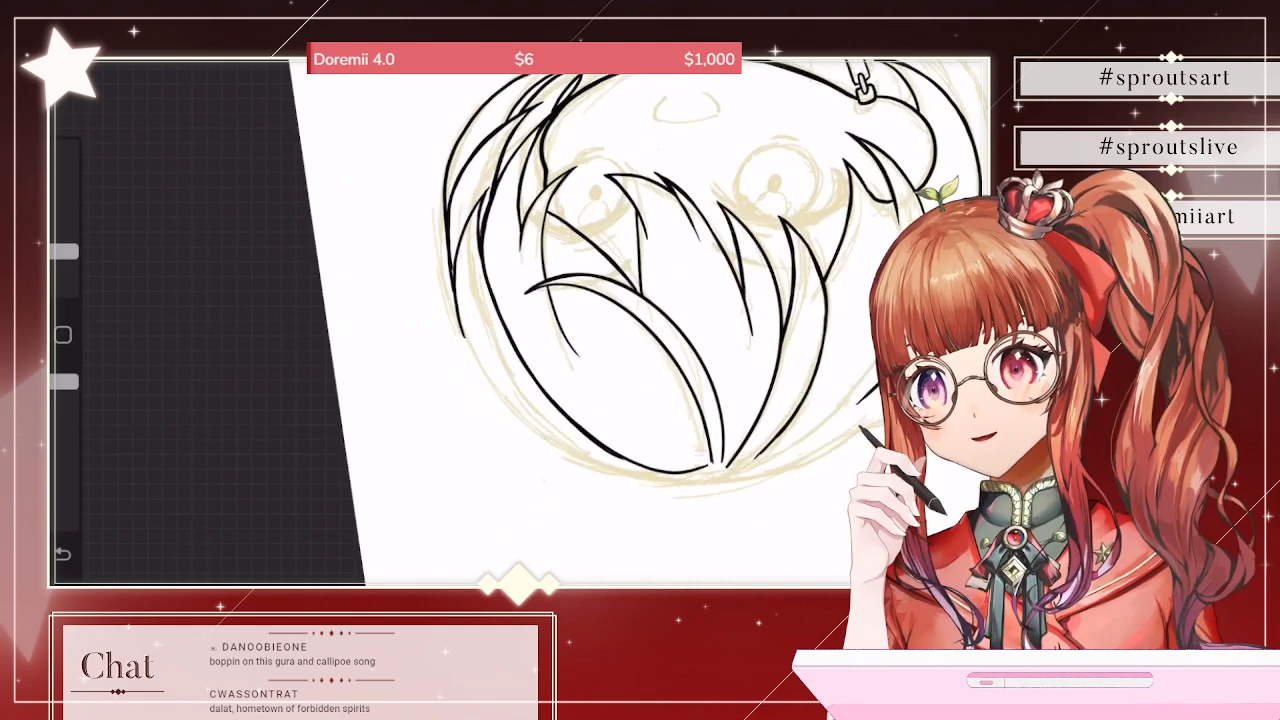 Doremii 4.0 $6 $1,000
#sproutsart
#sproutslive
miiart
Chat
DANOOBIEONE
boppin on this gura and callipoe song
CWASSONTRAT
dalat, hometown of forbidden spirits